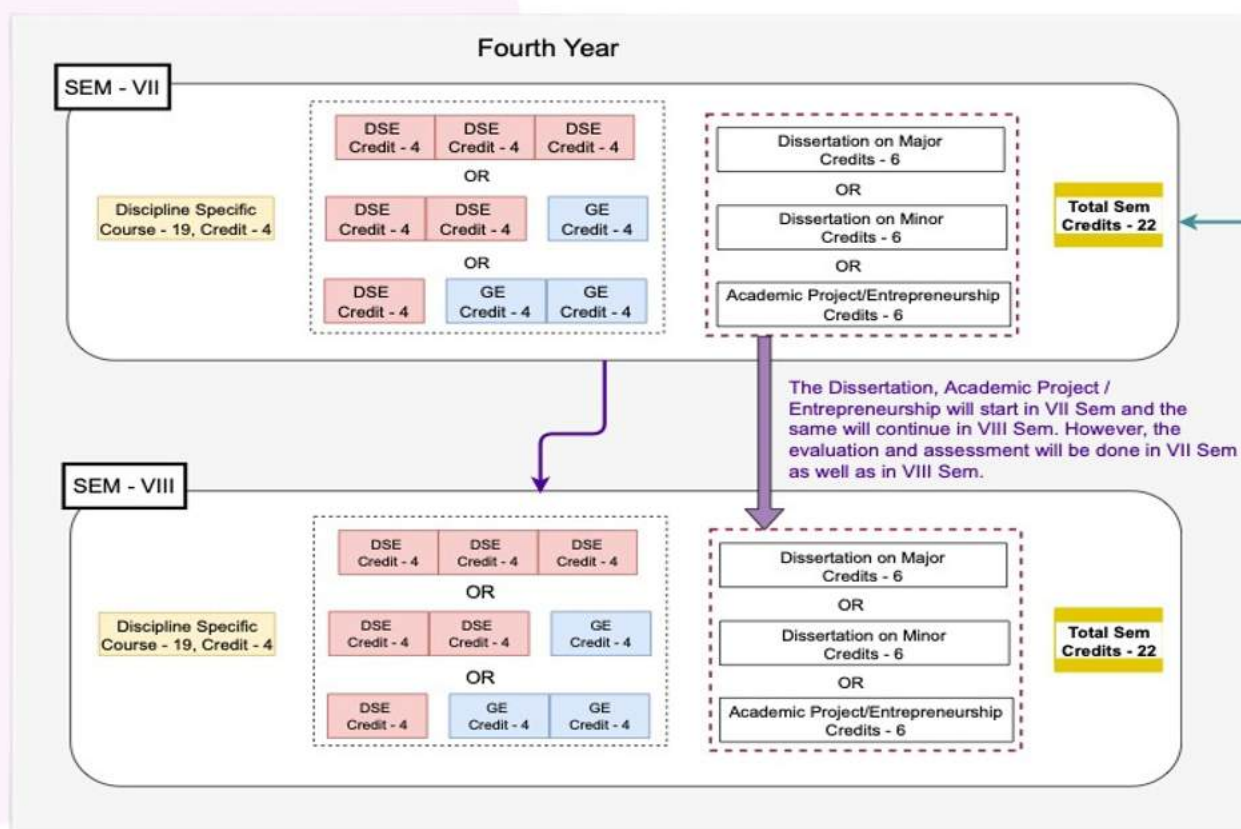 Fourth Year
SEM - VII
DSE
Credit - 4
DSE
Credit - 4
DSE
Credit - 4
OR
DSE
Credit - 4
DSE
Credit - 4
GE
Credit - 4
OR
DSE
Credit - 4
GE
Credit - 4
GE
Credit - 4
Discipline Specific
Course - 19, Credit - 4
Dissertation on Major
Credits - 6
OR
Dissertation on Minor
Credits - 6
OR
Academic Project/Entrepreneurship
Credits - 6
Total Sem
Credits - 22
The Dissertation, Academic Project /
Entrepreneurship will start in VII Sem and the
same will continue in VIII Sem. However, the
evaluation and assessment will be done in VII Sem
as well as in VIII Sem.
SEM - VIII
DSE
Credit - 4
DSE
Credit - 4
DSE
Credit - 4
OR
DSE
Credit - 4
DSE
Credit - 4
GE
Credit - 4
OR
DSE
Credit - 4
GE
Credit - 4
GE
Credit - 4
Discipline Specific
Course - 19, Credit - 4
Dissertation on Major
Credits - 6
OR
Dissertation on Minor
Credits - 6
OR
Academic Project/Entrepreneurship
Credits - 6
Total Sem
Credits - 22